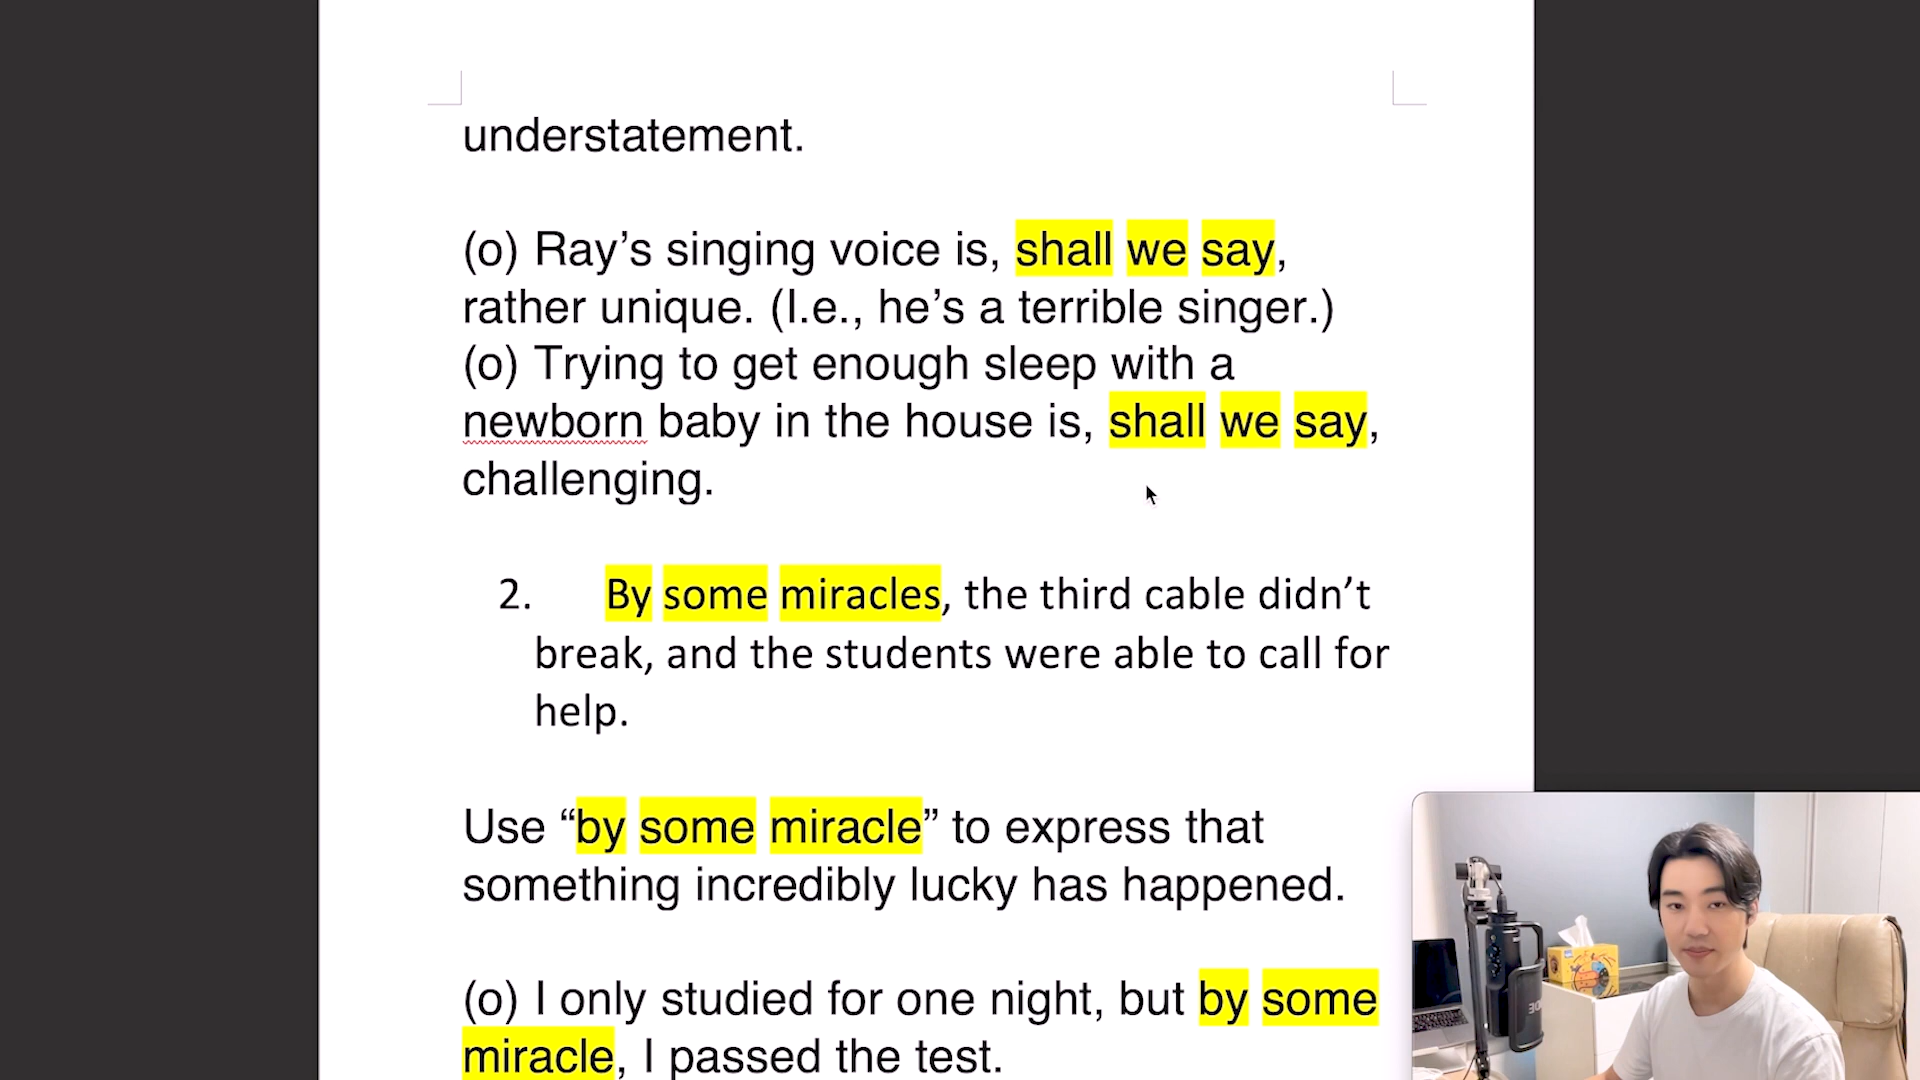 understatement.
(o) Ray’s singing voice is, shall we say,
rather unique. (I.e., he’s a terrible singer.)
(o) Trying to get enough sleep with a
newborn baby in the house is, shall we say,
challenging.
2. By some miracles, the third cable didn’t
break, and the students were able to call for
help.
Use “by some miracle” to express that
something incredibly lucky has happened.
(o) I only studied for one night, but by some
miracle, I passed the test.